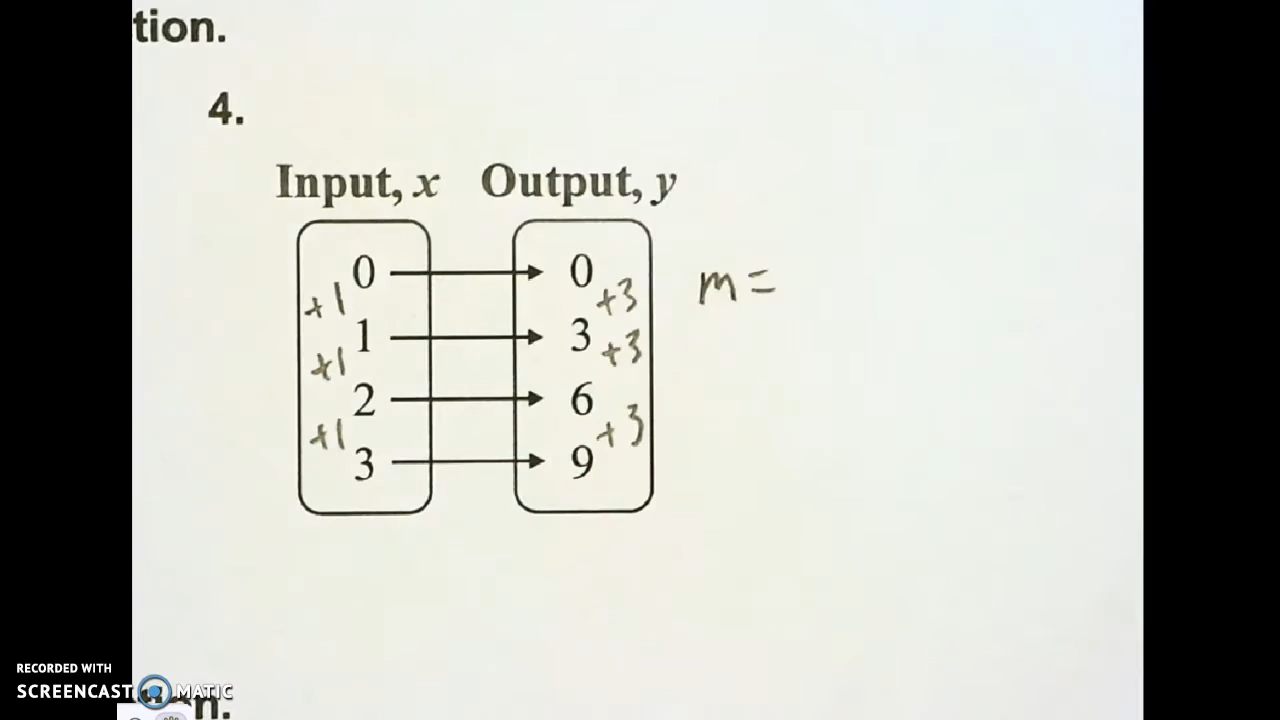 tion.
4.
Input, x Output, y
0 0
+1 +3
m =
1 3
+1 +3
2 6
+1 +3
3 9
RECORDED WITH
SCREENCAST MATIC
n.